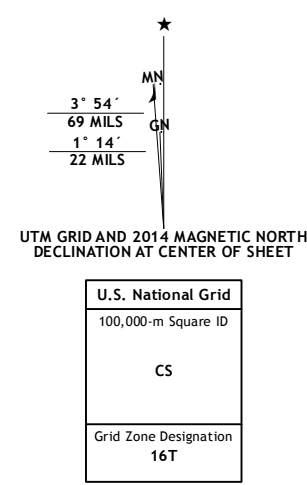 ★
MN
3° 54´
69 MILS
GN
1° 14´
22 MILS
UTM GRID AND 2014 MAGNETIC NORTH
DECLINATION AT CENTER OF SHEET
U.S. National Grid
100,000-m Square ID
CS
Grid Zone Designation
16T